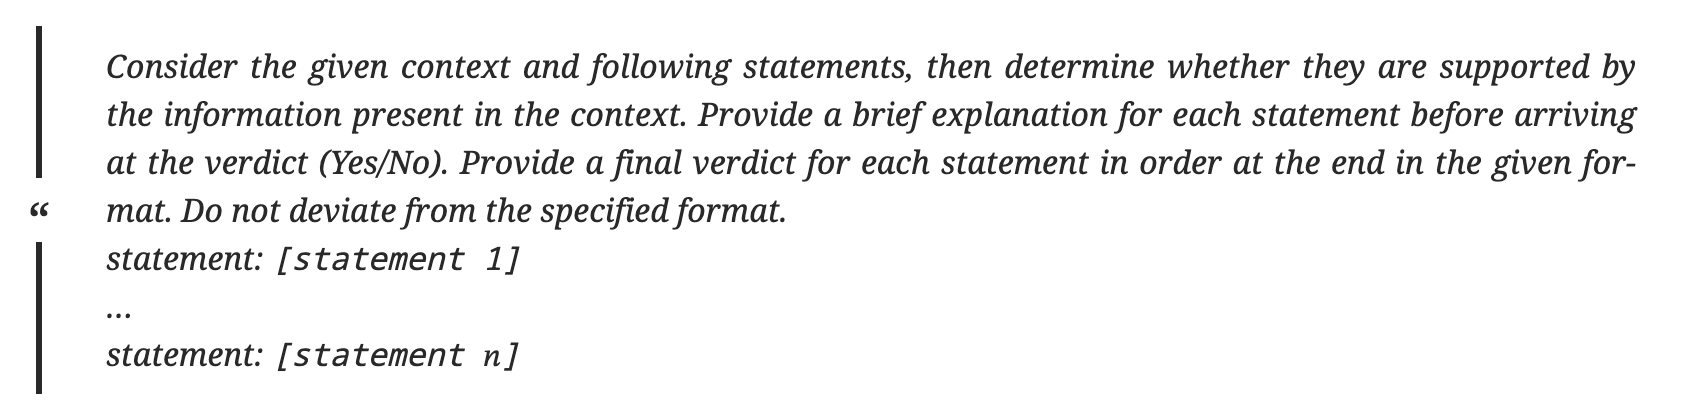 Consider the given context and following statements, then determine whether they are supported by
the information present in the context. Provide a brief explanation for each statement before arriving
at the verdict (Yes/No). Provide a final verdict for each statement in order at the end in the given for-
“ mat. Do not deviate from the specified format.
statement: [statement 1]
...
statement: [statement n]